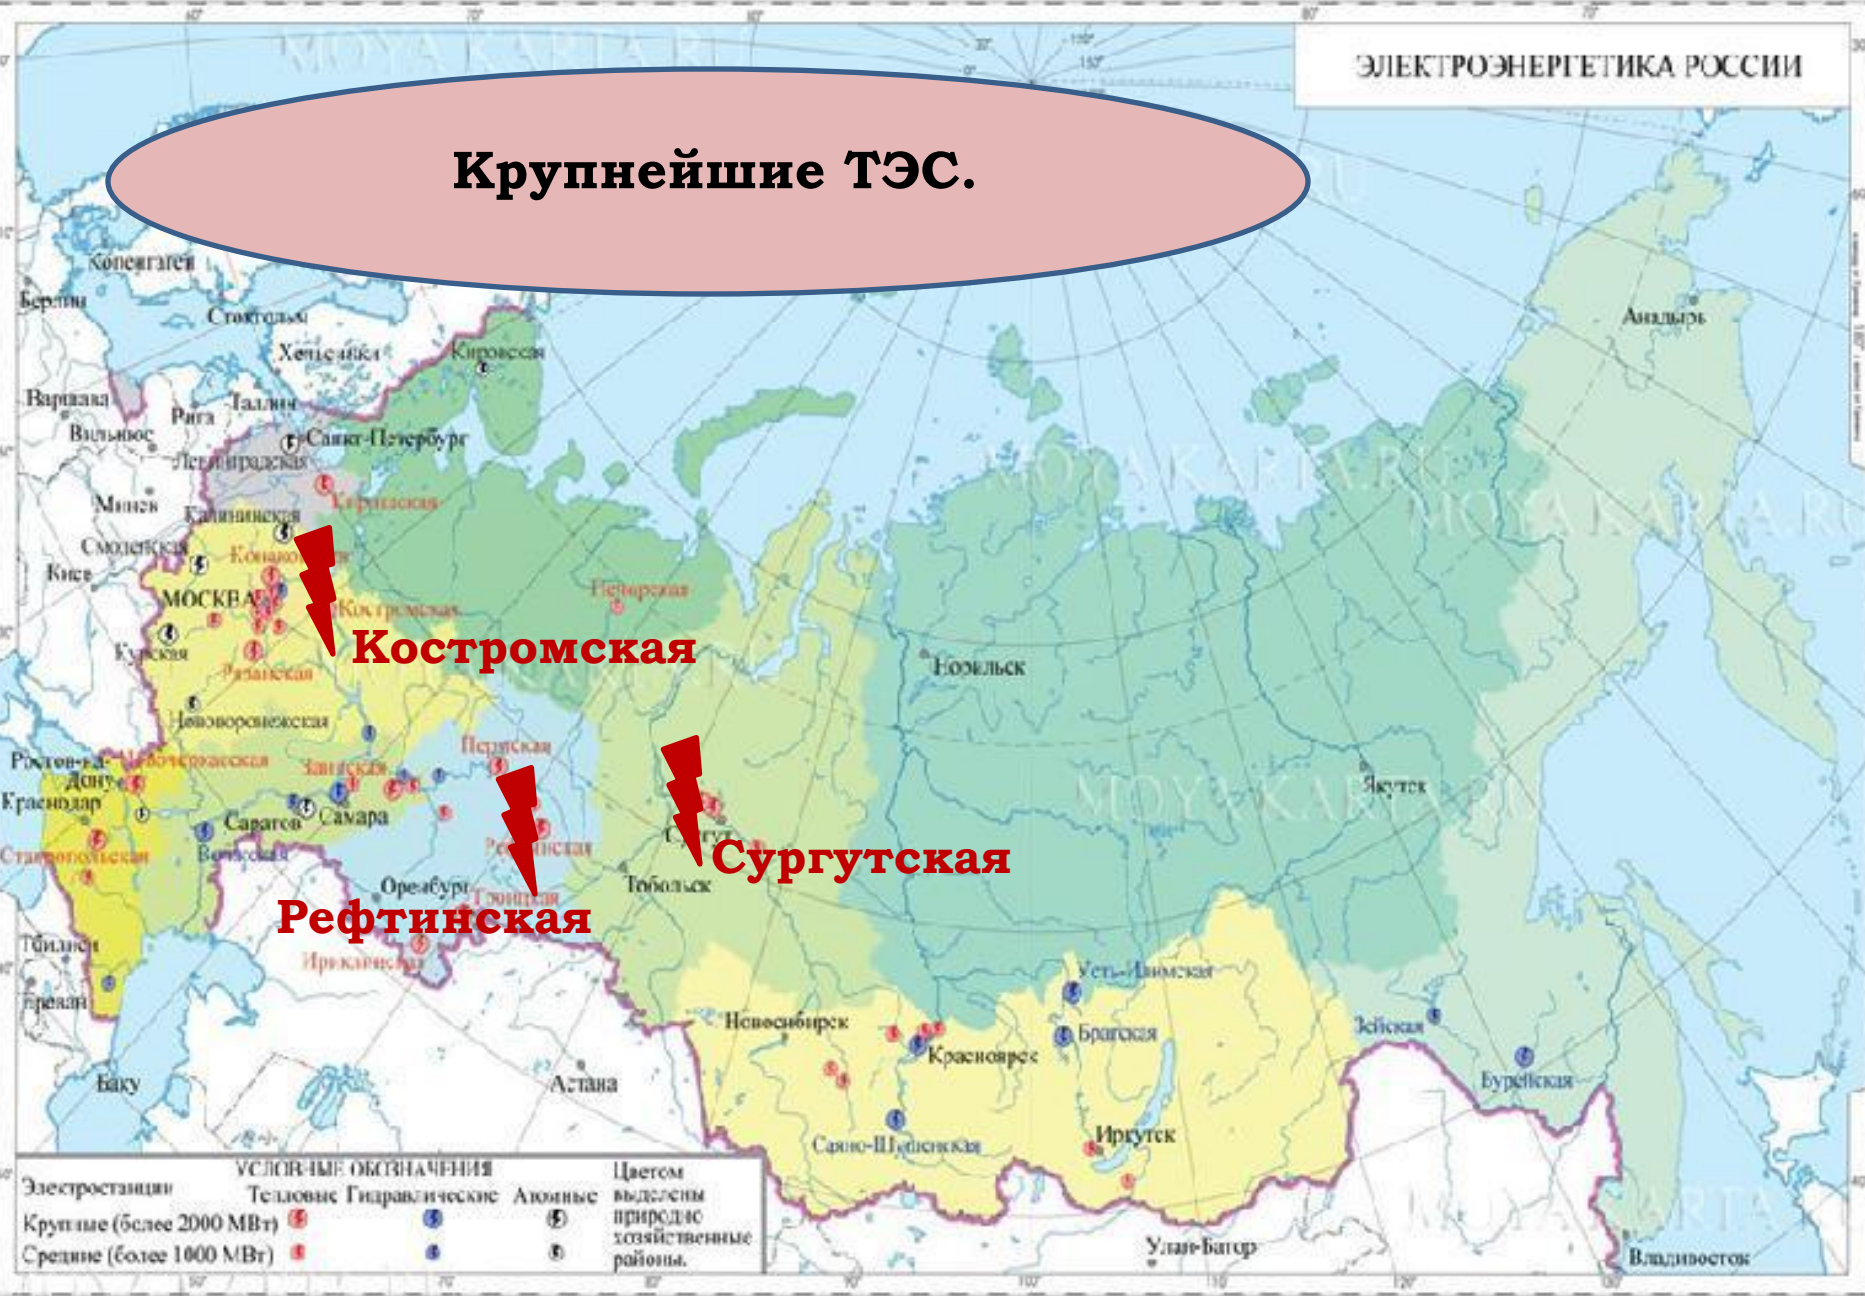 ЭЛЕКТРОЭНЕРГЕТИКА РОССИИ
Крупнейшие ТЭС.
Копенгаген
Берлин
Стокгольм
Хельсинки
Кировская
Анадырь
Варшава
Рига
Таллин
Вильнюс
Санкт-Петербург
Ленинградская
Минск
Киришская
Калининская
Смоленская
Киев
МОСКВА
Костромская
Печорская
Костромская
Курская
Рязанская
Норильск
Нововоронежская
Ростов-на-
Дону
Новочеркасская
Заинская
Пермская
Якутск
Краснодар
Саратов
Самара
Сургут
Ставропольская
Волжская
Сургутская
Оренбург
Тобольск
Троицкая
Рефтинская
Тбилиси
Ириклинская
Ереван
Усть-Илимская
Новосибирск
Братская
Зейская
Красноярск
Баку
Астана
Бурейская
Саяно-Шушенская
Иркутск
Улан-Батор
Владивосток
УСЛОВНЫЕ ОБОЗНАЧЕНИЯ
Электростанции
Тепловые Гидравлические Атомные
Крупные (более 2000 МВт)
Средние (более 1000 МВт)
Цветом
выделены
природно
хозяйственные
районы.
MOYA-KARTA.RU